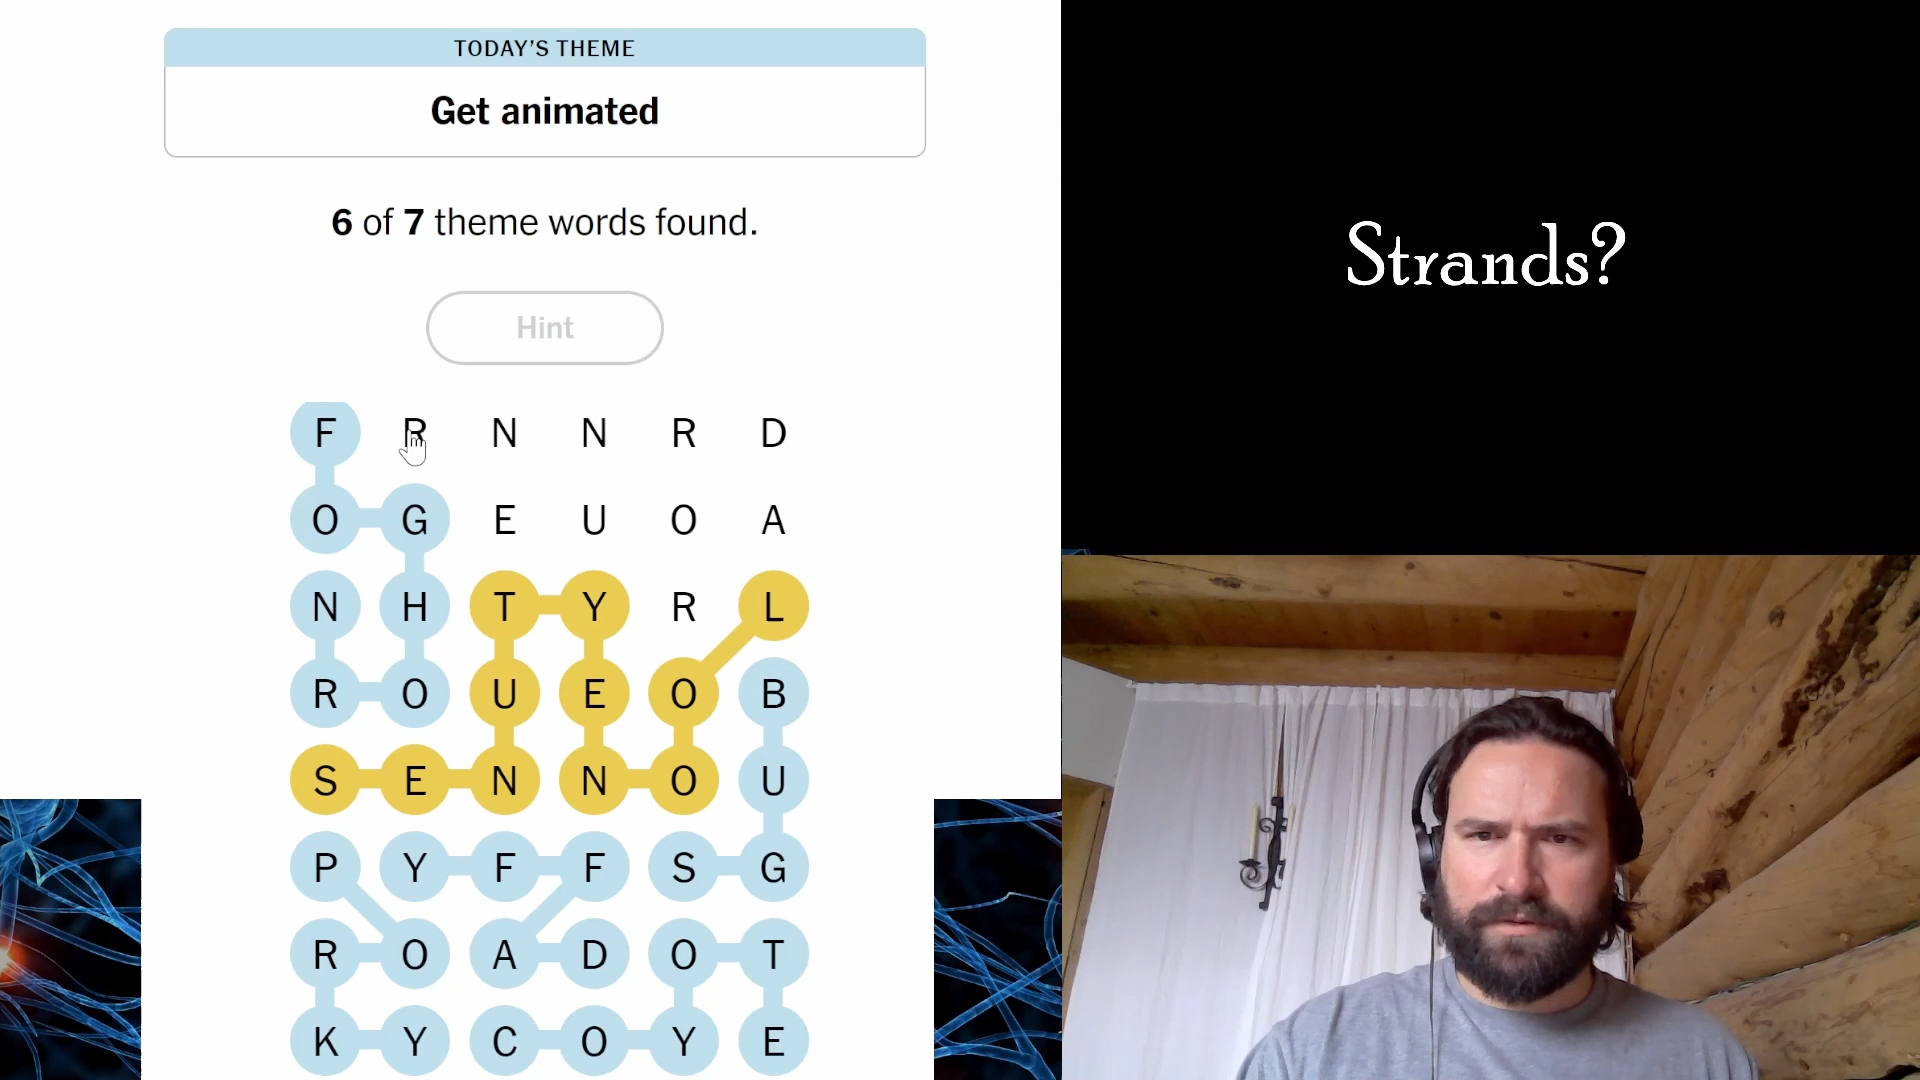 TODAY'S THEME
Get animated
6 of 7 theme words found.
Hint
Strands?
F R N N R D
O G E U O A
N H T Y R L
R O U E O B
S E N N O U
P Y F F S G
R O A D O T
K Y C O Y E